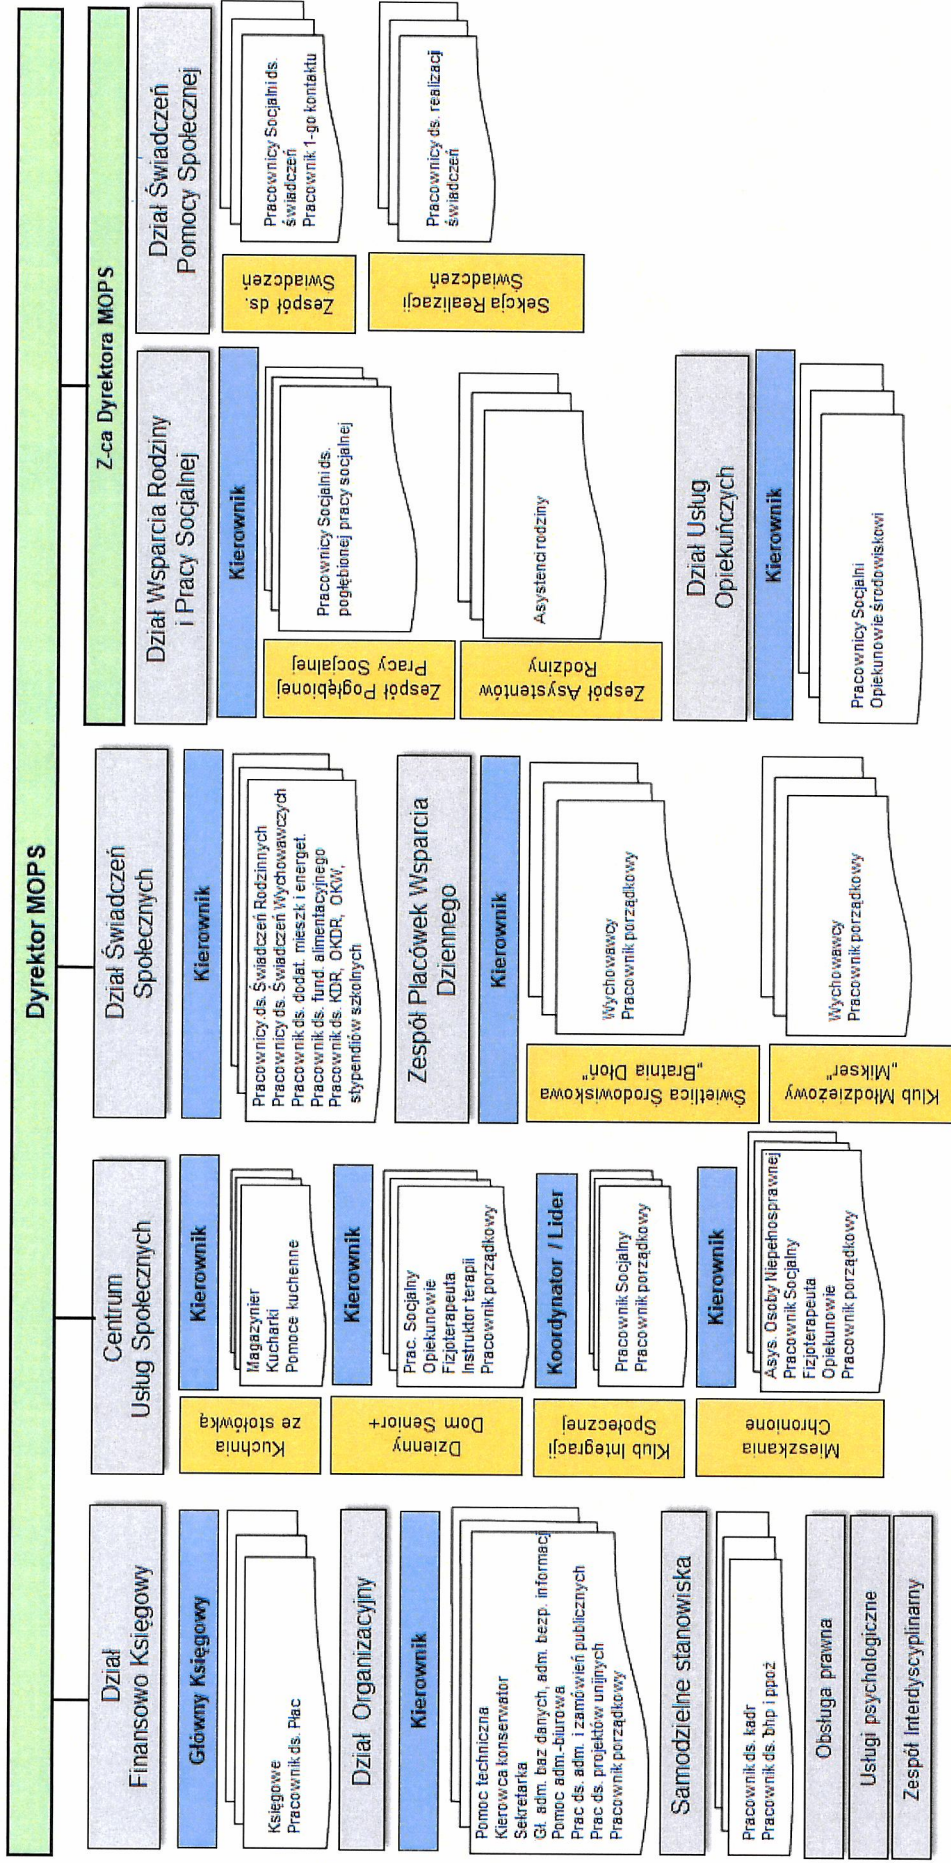 Dyrektor MOPS
Dział
Finansowo Księgowy
Główny Księgowy
Księgowe
Pracownik ds. Płac
Dział Organizacyjny
Kierownik
Pomoc techniczna
Kierowca konserwator
Sekretarka
Gł. adm. baz danych, adm. bezp. informacji
Pomoc adm.-biurowa
Prac ds. adm. i zamówień publicznych
Prac ds. projektów unijnych
Pracownik porządkowy
Samodzielne stanowiska
Pracownik ds. kadr
Pracownik ds. bhp i ppoż
Obsługa prawna
Usługi psychologiczne
Zespół Interdyscyplinarny
Centrum
Usług Społecznych
Kuchnia
ze stołówką
Kierownik
Magazynier
Kucharki
Pomoce kuchenne
Dzienny
Dom Senior+
Kierownik
Prac. Socjalny
Opiekunowie
Fizjoterapeuta
Instruktor terapii
Pracownik porządkowy
Klub Integracji
Społecznej
Koordynator / Lider
Pracownik Socjalny
Pracownik porządkowy
Mieszkania
Chronione
Kierownik
Asys. Osoby Niepełnosprawnej
Pracownik Socjalny
Fizjoterapeuta
Opiekunowie
Pracownik porządkowy
Dział Świadczeń
Społecznych
Kierownik
Pracownicy ds. Świadczeń Rodzinnych
Pracownicy ds. Świadczeń Wychowawczych
Pracownik ds. dodat. mieszk i energet.
Pracownik ds. fund. alimentacyjnego
Pracownik ds. KDR, OKDR, OKW,
stypendiów szkolnych
Zespół Placówek Wsparcia
Dziennego
Kierownik
Świetlica Środowiskowa
„Bratnia Dłoń”
Wychowawcy
Pracownik porządkowy
Klub Młodzieżowy
„Mikser”
Wychowawcy
Pracownik porządkowy
Z-ca Dyrektora MOPS
Dział Wsparcia Rodziny
i Pracy Socjalnej
Kierownik
Zespół Pogłębionej
Pracy Socjalnej
Pracownicy Socjalni ds.
pogłębionej pracy socjalnej
Zespół Asystentów
Rodziny
Asystenci rodziny
Dział Usług
Opiekuńczych
Kierownik
Pracownicy Socjalni
Opiekunowie środowiskowi
Dział Świadczeń
Pomocy Społecznej
Zespół ds.
Świadczeń
Pracownicy Socjalni ds.
świadczeń
Pracownik 1-go kontaktu
Sekcja Realizacji
Świadczeń
Pracownicy ds. realizacji
świadczeń